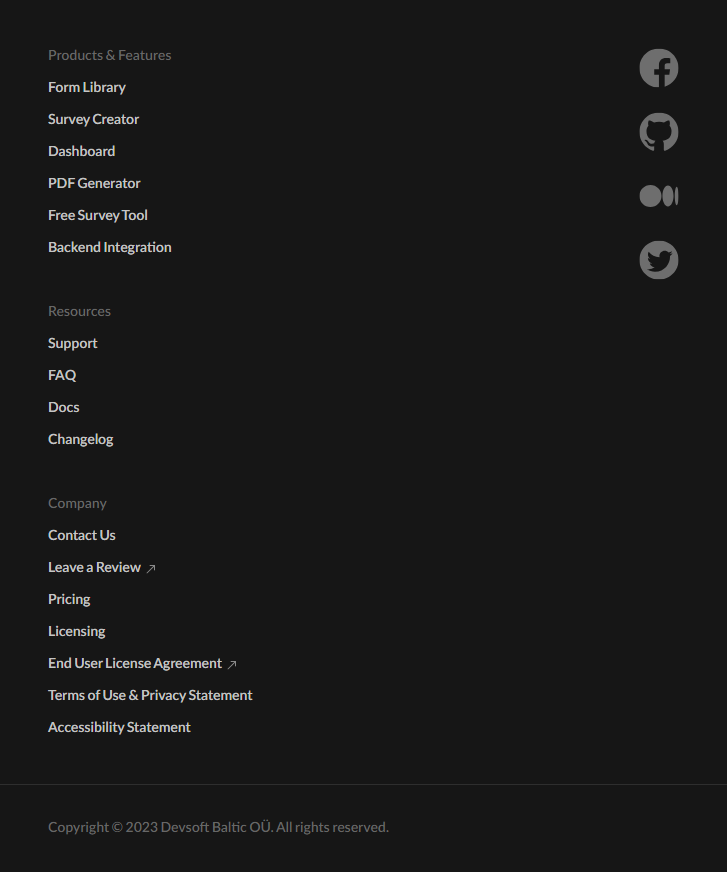 Products & Features
Form Library
Survey Creator
Dashboard
PDF Generator
Free Survey Tool
Backend Integration
Resources
Support
FAQ
Docs
Changelog
Company
Contact Us
Leave a Review ↗
Pricing
Licensing
End User License Agreement ↗
Terms of Use & Privacy Statement
Accessibility Statement
Copyright © 2023 Devsoft Baltic OÜ. All rights reserved.